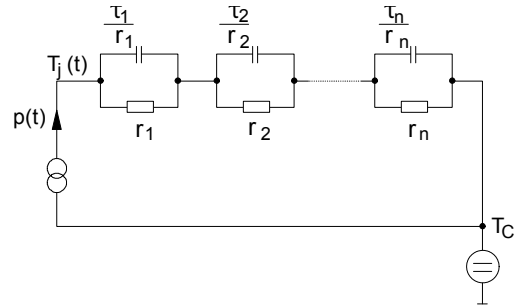 τ1 τ2 τn
r1 r2 rn
Tj (t)
r1 r2 rn
p(t)
TC